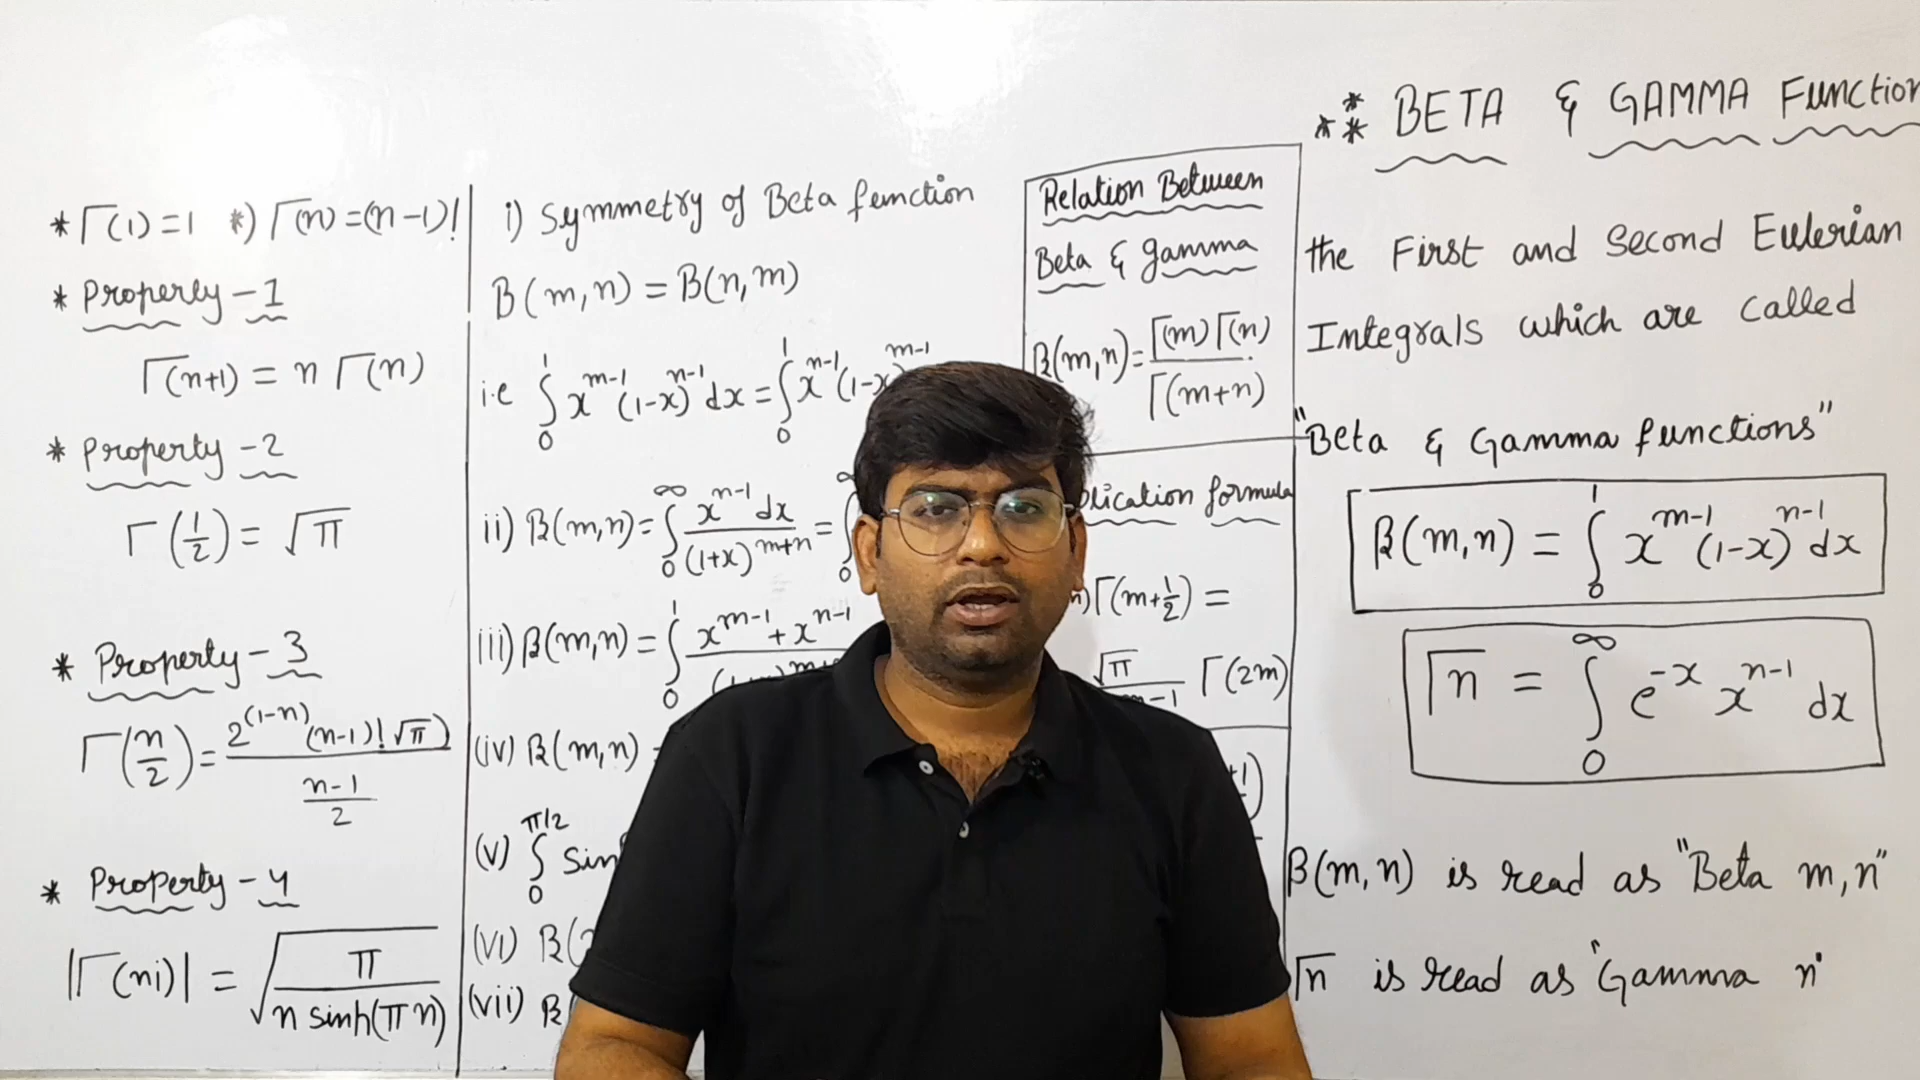 ** BETA & GAMMA Function
the First and Second Eulerian
Integrals which are called
"Beta & Gamma functions"
β(m,n) = ∫₀¹ x^(m-1) (1-x)^(n-1) dx
Γn = ∫₀^∞ e^(-x) x^(n-1) dx
β(m,n) is read as "Beta m,n"
Γn is read as "Gamma n"
* Γ(1) = 1 *) Γ(n) = (n-1)!
* Property-1
Γ(n+1) = n Γ(n)
* Property-2
Γ(1/2) = √π
* Property-3
Γ(n/2) = 2^(1-n) (n-1)! √π) / ((n-1)/2)
* Property-4
|Γ(ni)| = √(π / (n sinh(πn)))
i) Symmetry of Beta function
B(m,n) = B(n,m)
i.e ∫₀¹ x^(m-1) (1-x)^(n-1) dx = ∫₀¹ x^(n-1) (1-x)^(m-1)
ii) β(m,n) = ∫₀^∞ x^(n-1) dx / (1+x)^(m+n) = ∫₀^∞
iii) β(m,n) = ∫₀¹ x^(m-1) + x^(n-1)
(iv) β(m,n)
(v) ∫₀^(π/2) Sin
(vi) β(
(vii) β
Relation Between
Beta & gamma
β(m,n) = Γ(m) Γ(n) / Γ(m+n)
formula
Γ(m+1/2) =
√π Γ(2m)